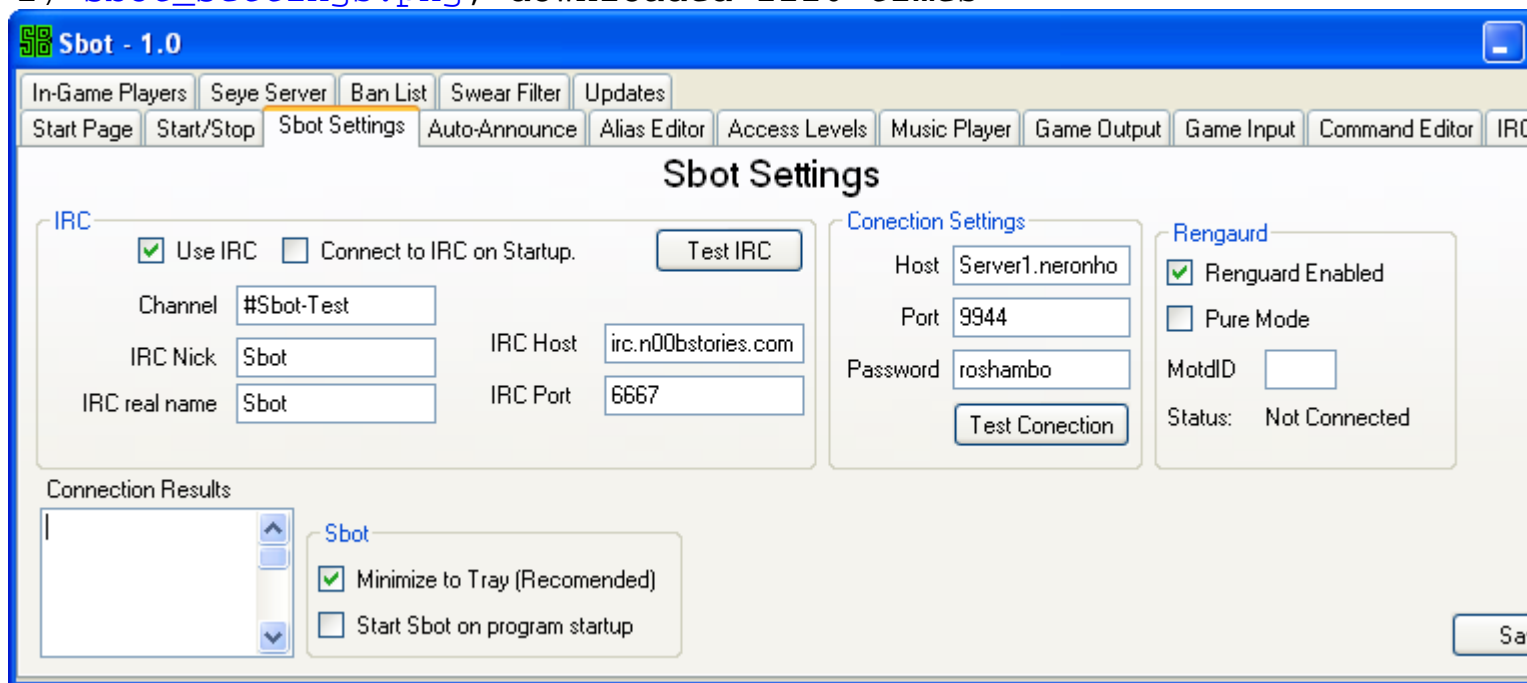 Sbot - 1.0
In-Game Players Seye Server Ban List Swear Filter Updates
Start Page Start/Stop Sbot Settings Auto-Announce Alias Editor Access Levels Music Player Game Output Game Input Command Editor
Sbot Settings
IRC
Use IRC Connect to IRC on Startup. Test IRC
Channel #Sbot-Test
IRC Nick Sbot
IRC real name Sbot
IRC Host irc.n00bstories.com
IRC Port 6667
Conection Settings
Host Server1.neronho
Port 9944
Password roshambo
Test Conection
Rengaurd
Renguard Enabled
Pure Mode
MotdID
Status: Not Connected
Connection Results
Sbot
Minimize to Tray (Recomended)
Start Sbot on program startup